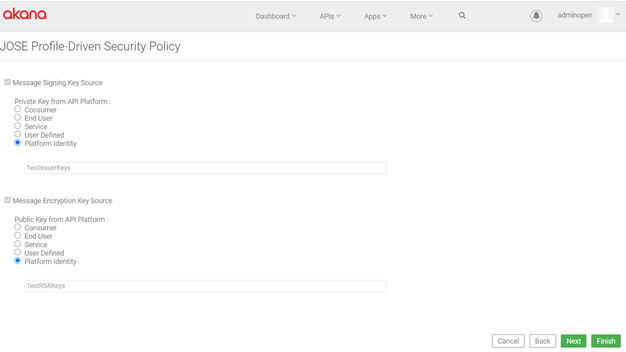 akana
Dashboard APIs Apps More adminopen
JOSE Profile-Driven Security Policy
Message Signing Key Source
Private Key from API Platform :
Consumer
End User
Service
User Defined
Platform Identity
TestIssuerKeys
Message Encryption Key Source
Public Key from API Platform :
Consumer
End User
Service
User Defined
Platform Identity
TestRSAKeys
Cancel Back Next Finish